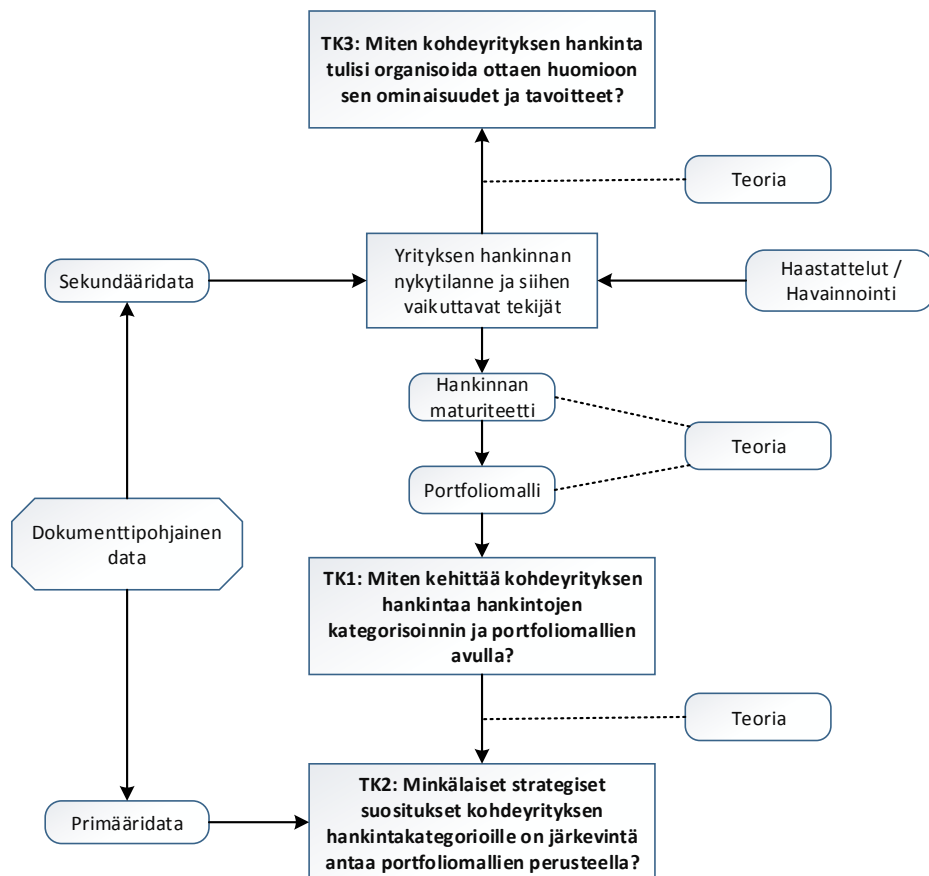 TK3: Miten kohdeyrityksen hankinta
tulisi organisoida ottaen huomioon
sen ominaisuudet ja tavoitteet?
Teoria
Yrityksen hankinnan
nykytilanne ja siihen
vaikuttavat tekijät
Sekundääridata
Haastattelut /
Havainnointi
Hankinnan
maturiteetti
Teoria
Portfoliomalli
Dokumenttipohjainen
data
TK1: Miten kehittää kohdeyrityksen
hankintaa hankintojen
kategorisoinnin ja portfoliomallien
avulla?
Teoria
TK2: Minkälaiset strategiset
suositukset kohdeyrityksen
hankintakategorioille on järkevintä
antaa portfoliomallien perusteella?
Primääridata